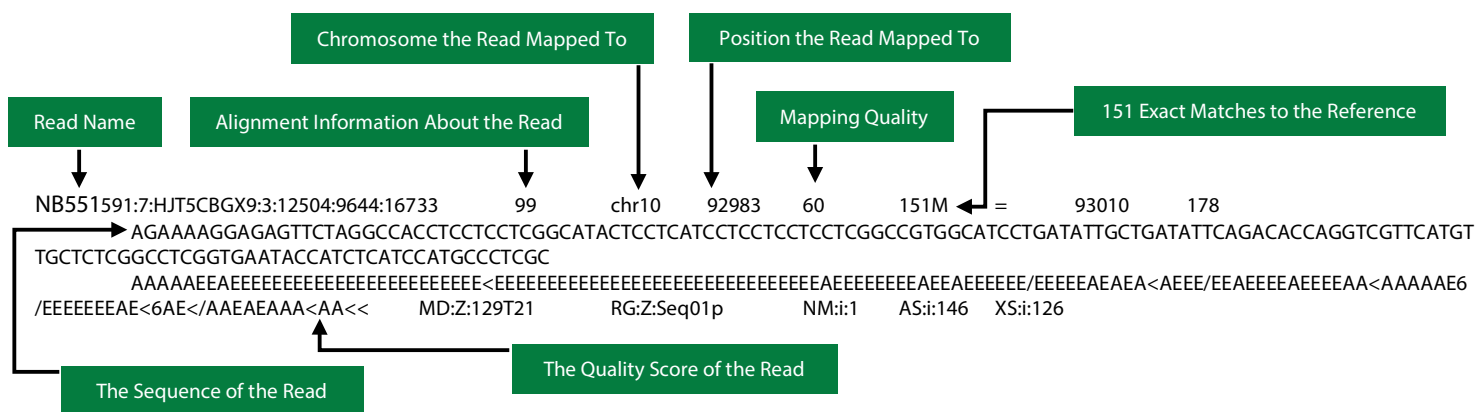 Chromosome the Read Mapped To
Position the Read Mapped To
Read Name
Alignment Information About the Read
Mapping Quality
151 Exact Matches to the Reference
NB551591:7:HJT5CBGX9:3:12504:9644:16733 99 chr10 92983 60 151M = 93010 178
AGAAAAGGAGAGTTCTAGGCCACCTCCTCCTCGGCATACTCCTCATCCTCCTCCTCCTCGGCCGTGGCATCCTGATATTGCTGATATTCAGACACCAGGTCGTTCATGT
TGCTCTCGGCCTCGGTGAATACCATCTCATCCATGCCCTCGC
AAAAAEEAEEEEEEEEEEEEEEEEEEEEEEEE<EEEEEEEEEEEEEEEEEEEEEEEEEEEEEEEAEEEEEEEEAEEAEEEEEE/EEEEEAEAEA<AEEE/EEAEEEEAEEEEAA<AAAAAE6
/EEEEEEEAE<6AE</AAEAEAAA<AA<< MD:Z:129T21 RG:Z:Seq01p NM:i:1 AS:i:146 XS:i:126
The Quality Score of the Read
The Sequence of the Read